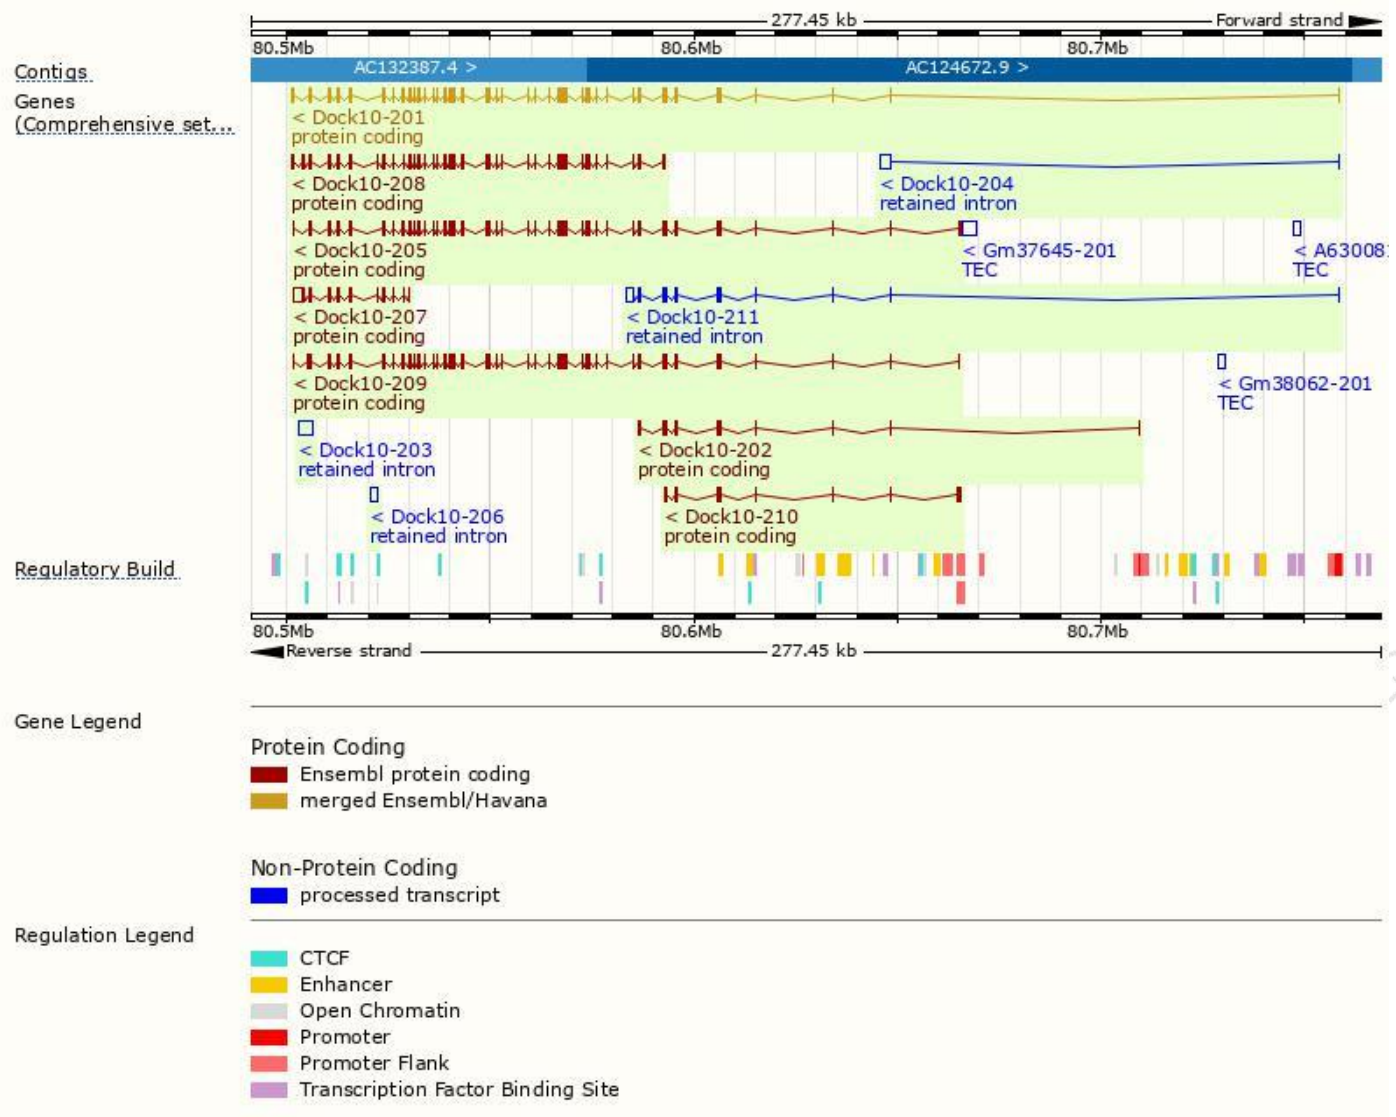 277.45 kb Forward strand
80.5Mb 80.6Mb 80.7Mb
Contigs AC132387.4 > AC124672.9 >
Genes
(Comprehensive set...
< Dock10-201
protein coding
< Dock10-208 < Dock10-204
protein coding retained intron
< Dock10-205 < Gm37645-201 < A63008
protein coding TEC TEC
< Dock10-207 < Dock10-211
protein coding retained intron
< Dock10-209 < Gm38062-201
protein coding TEC
< Dock10-203 < Dock10-202
retained intron protein coding
< Dock10-206 < Dock10-210
retained intron protein coding
Regulatory Build
80.5Mb 80.6Mb 80.7Mb
Reverse strand 277.45 kb
Gene Legend
Protein Coding
Ensembl protein coding
merged Ensembl/Havana
Non-Protein Coding
processed transcript
Regulation Legend
CTCF
Enhancer
Open Chromatin
Promoter
Promoter Flank
Transcription Factor Binding Site